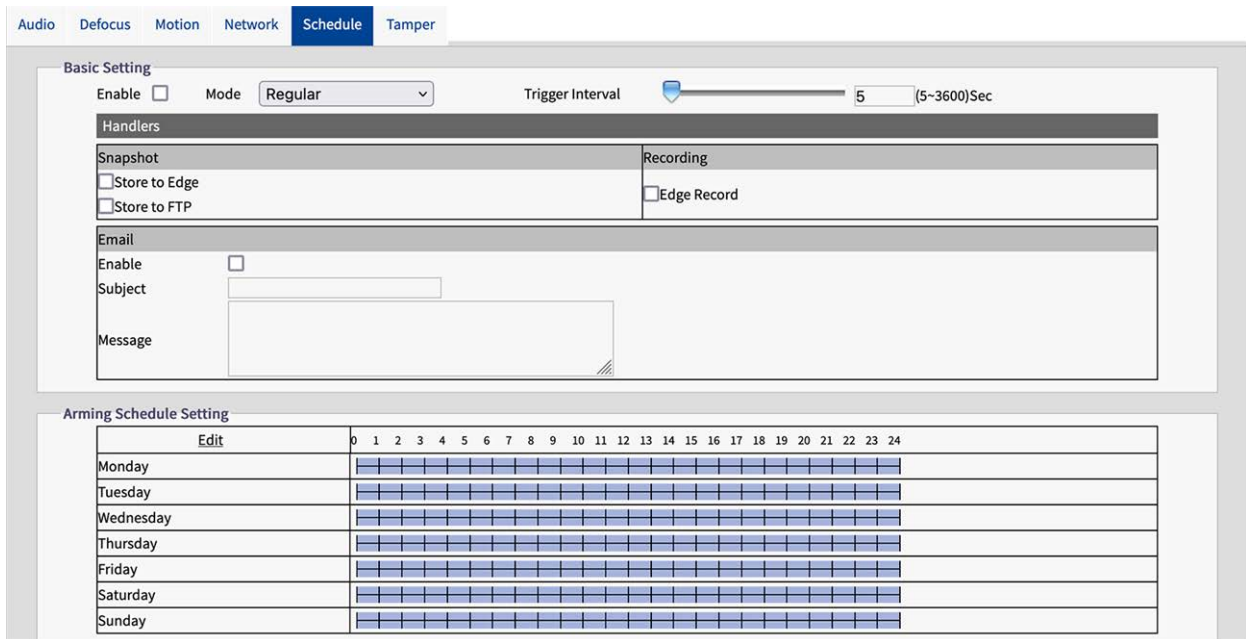 Audio Defocus Motion Network Schedule Tamper
Basic Setting
Enable Mode Regular Trigger Interval 5 (5~3600)Sec
Handlers
Snapshot Recording
Store to Edge
Edge Record
Store to FTP
Email
Enable
Subject
Message
Arming Schedule Setting
Edit 0 1 2 3 4 5 6 7 8 9 10 11 12 13 14 15 16 17 18 19 20 21 22 23 24
Monday
Tuesday
Wednesday
Thursday
Friday
Saturday
Sunday